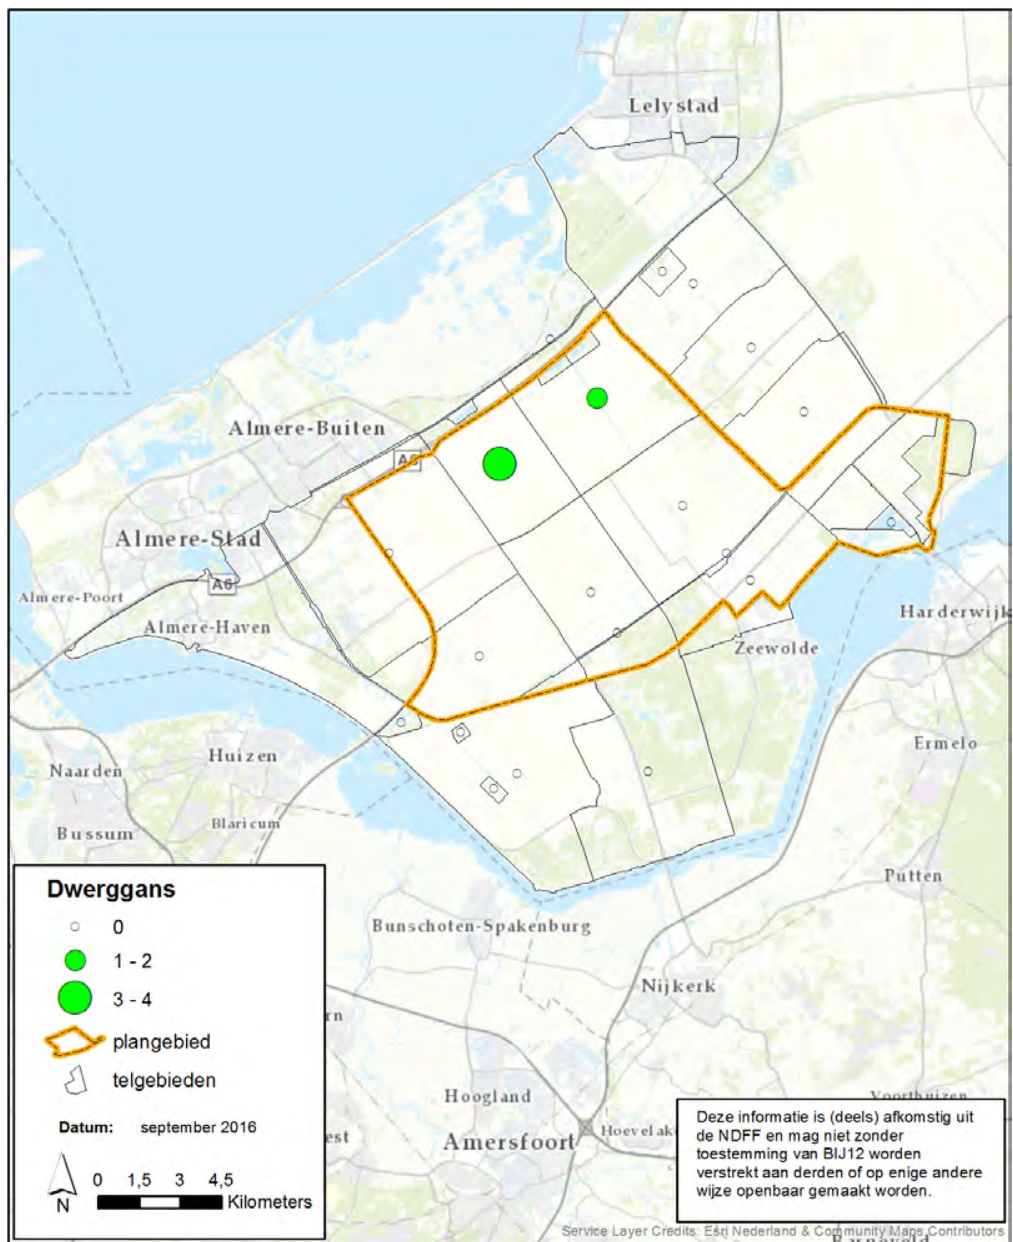 Lelystad
Almere-Buiten
A6
Almere-Stad
A6
Almere-Poort
Almere-Haven
Harderwijk
Zeewolde
Huizen
Naarden
Ermelo
Blaricum
Bussum
Putten
Bunschoten-Spakenburg
Nijkerk
Hoogland
Voorthuizen
Hoevelak
Amersfoort
Barneveld
Dwerggans
0
1 - 2
3 - 4
plangebied
telgebieden
Datum: september 2016
N
0 1,5 3 4,5
Kilometers
Deze informatie is (deels) afkomstig uit
de NDFF en mag niet zonder
toestemming van BIJ12 worden
verstrekt aan derden of op enige andere
wijze openbaar gemaakt worden.
Service Layer Credits: Esri Nederland & Community Maps Contributors